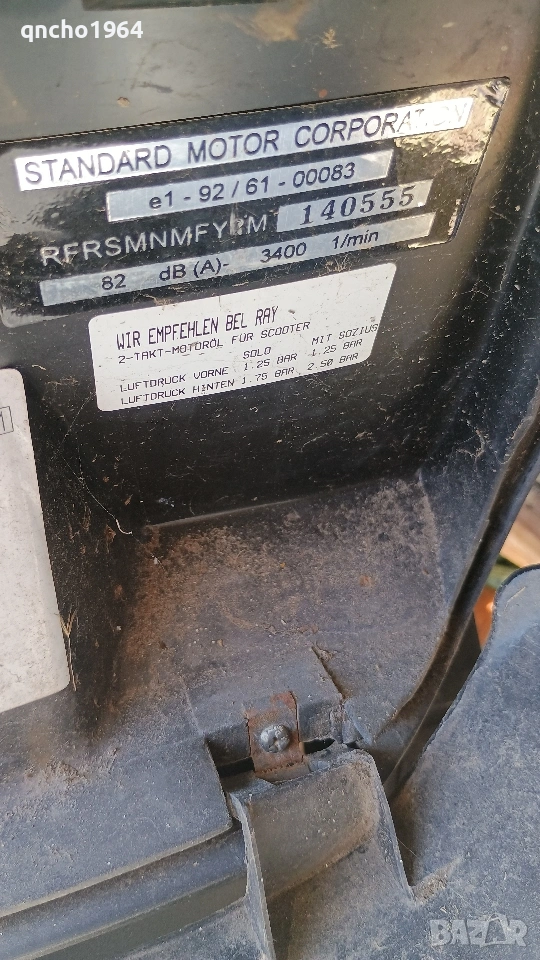 qncho1964
STANDARD MOTOR CORPORATION
e1 - 92 / 61 - 00083
140555
82 dB (A)- 3400 1/min
WIR EMPFEHLEN BEL RAY
2-TAKT-MOTORÖL FÜR SCOOTER
SOLO MIT SOZIUS
LUFTDRUCK VORNE 1.25 BAR 1.25 BAR
LUFTDRUCK HINTEN 1.75 BAR 2.50 BAR
BAZAR